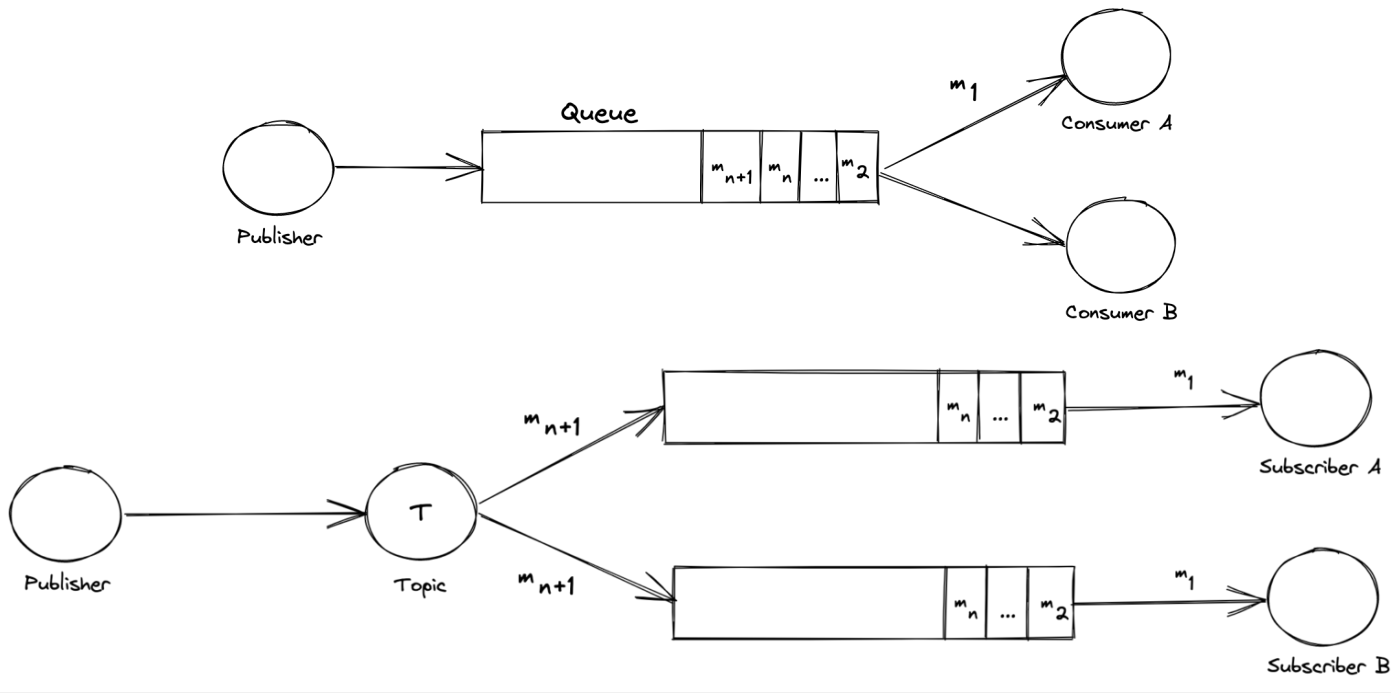 Queue
m1
Consumer A
mn+1 mn ... m2
Publisher
Consumer B
m1
mn ... m2
mn+1
Subscriber A
T
Publisher
Topic
mn+1
m1
mn ... m2
Subscriber B